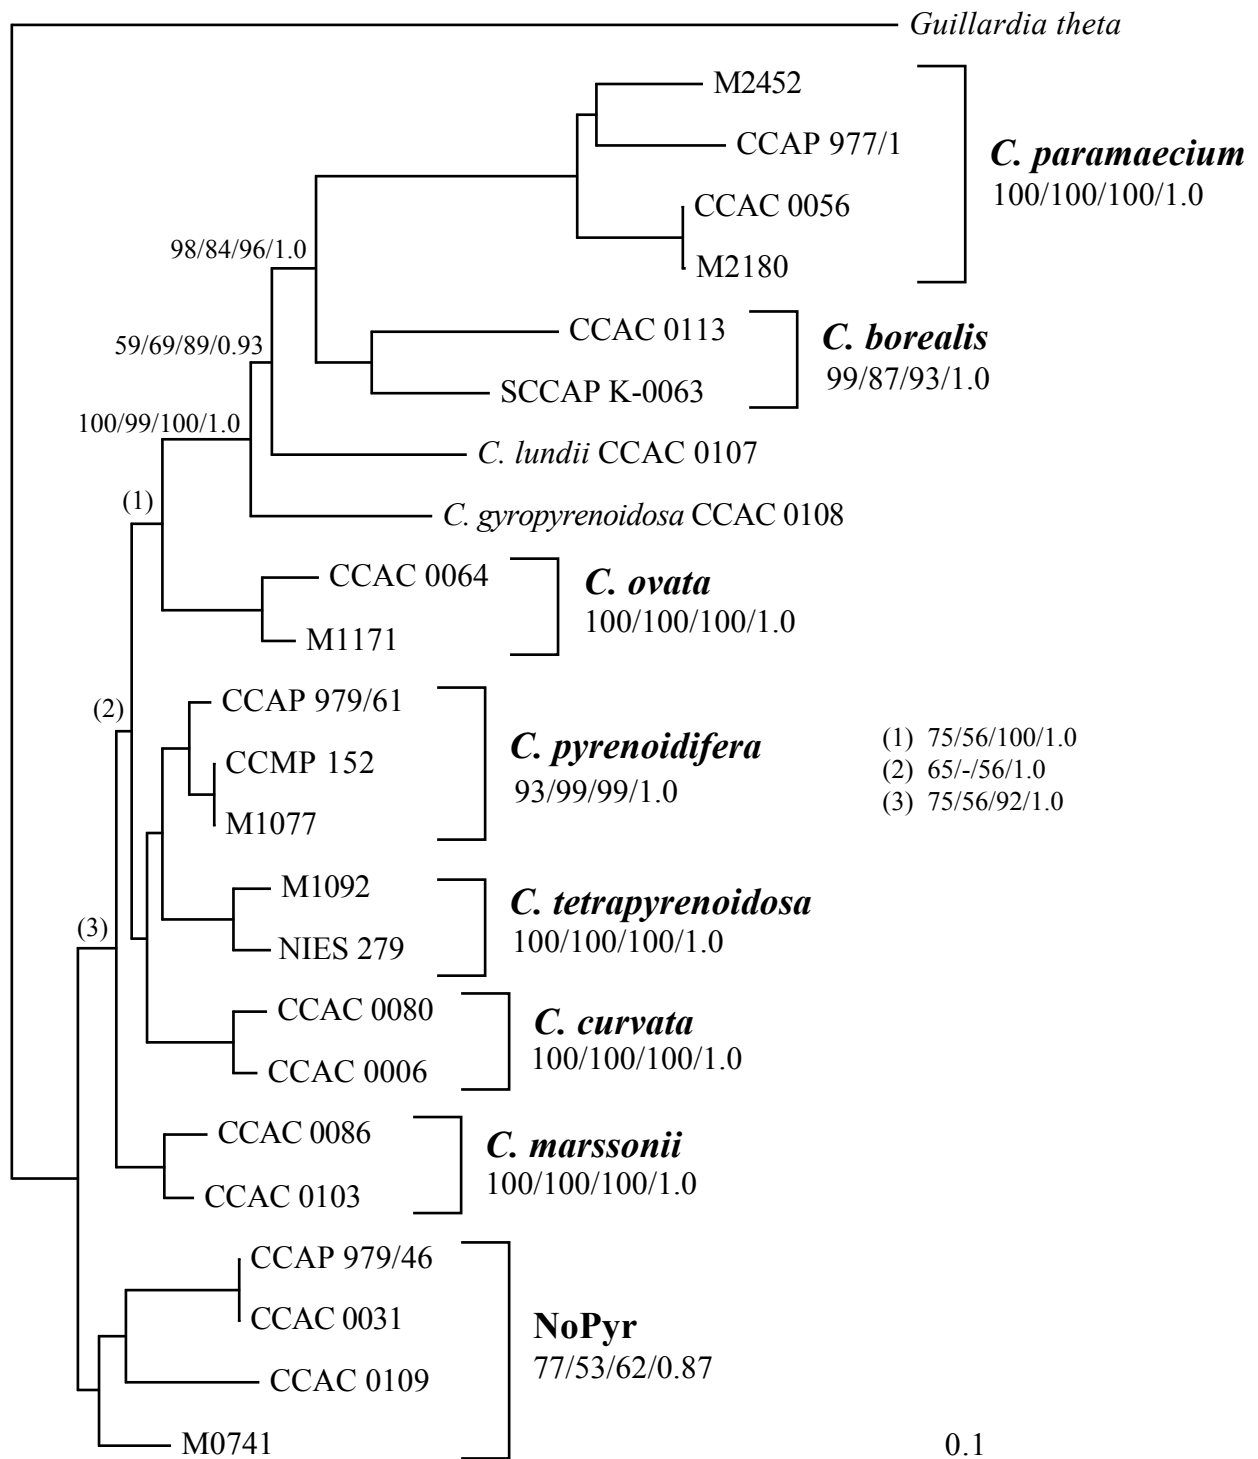 Guillardia theta
M2452
CCAP 977/1
C. paramaecium
100/100/100/1.0
CCAC 0056
98/84/96/1.0
M2180
CCAC 0113
C. borealis
59/69/89/0.93
99/87/93/1.0
SCCAP K-0063
100/99/100/1.0
C. lundii CCAC 0107
(1)
C. gyropyrenoidosa CCAC 0108
CCAC 0064
C. ovata
100/100/100/1.0
M1171
CCAP 979/61
(2)
C. pyrenoidifera
(1) 75/56/100/1.0
CCMP 152
(2) 65/-/56/1.0
93/99/99/1.0
(3) 75/56/92/1.0
M1077
M1092
C. tetrapyrenoidosa
100/100/100/1.0
(3)
NIES 279
CCAC 0080
C. curvata
100/100/100/1.0
CCAC 0006
CCAC 0086
C. marssonii
100/100/100/1.0
CCAC 0103
CCAP 979/46
CCAC 0031
NoPyr
77/53/62/0.87
CCAC 0109
M0741
0.1